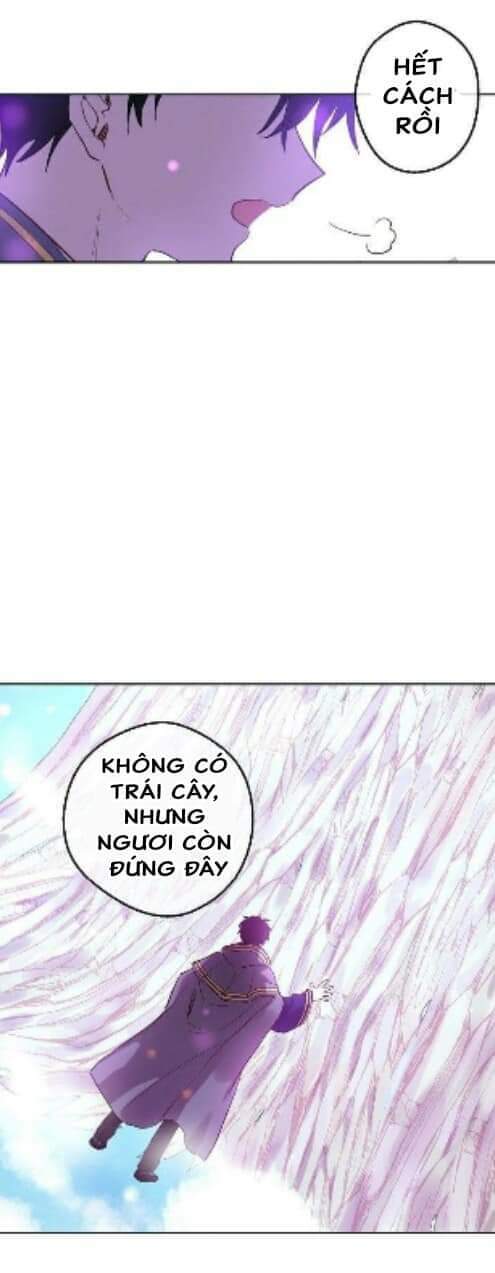 HẾT
CÁCH
RỒI
KHÔNG CÓ
TRÁI CÂY,
NHƯNG
NGƯƠI CÒN
ĐỨNG ĐÂY